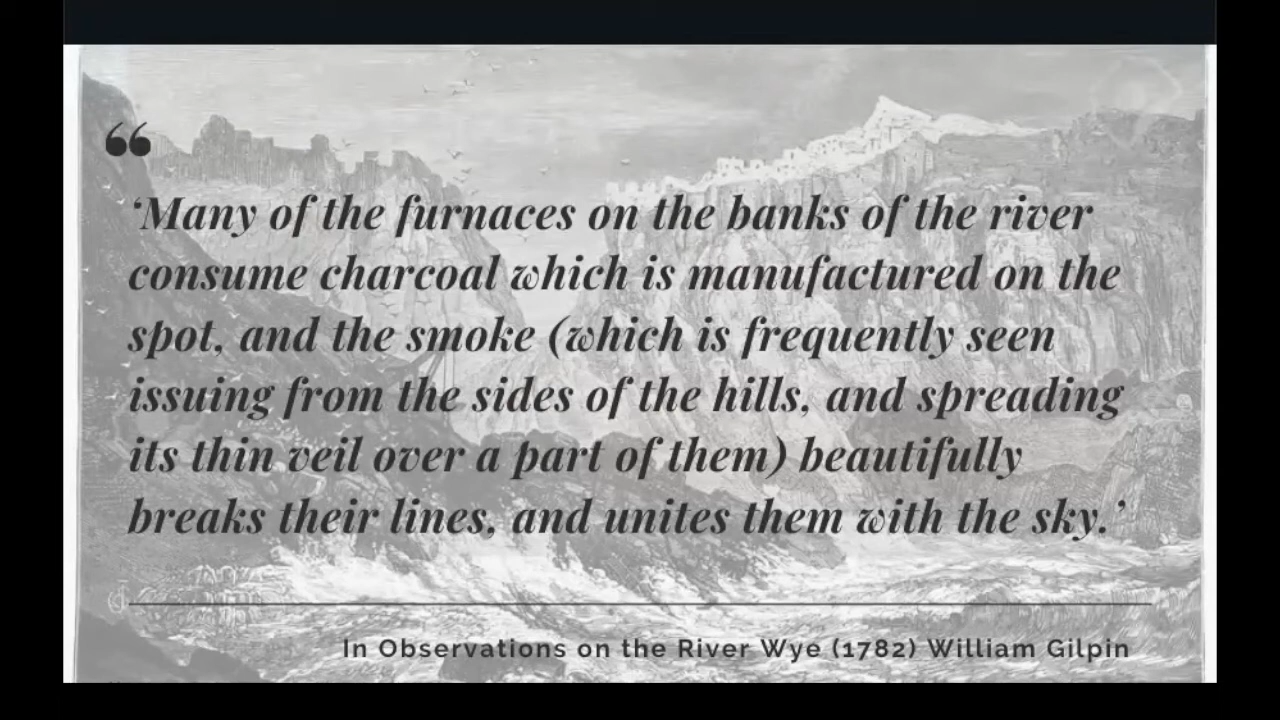 “
‘Many of the furnaces on the banks of the river
consume charcoal which is manufactured on the
spot, and the smoke (which is frequently seen
issuing from the sides of the hills, and spreading
its thin veil over a part of them) beautifully
breaks their lines, and unites them with the sky.’
In Observations on the River Wye (1782) William Gilpin